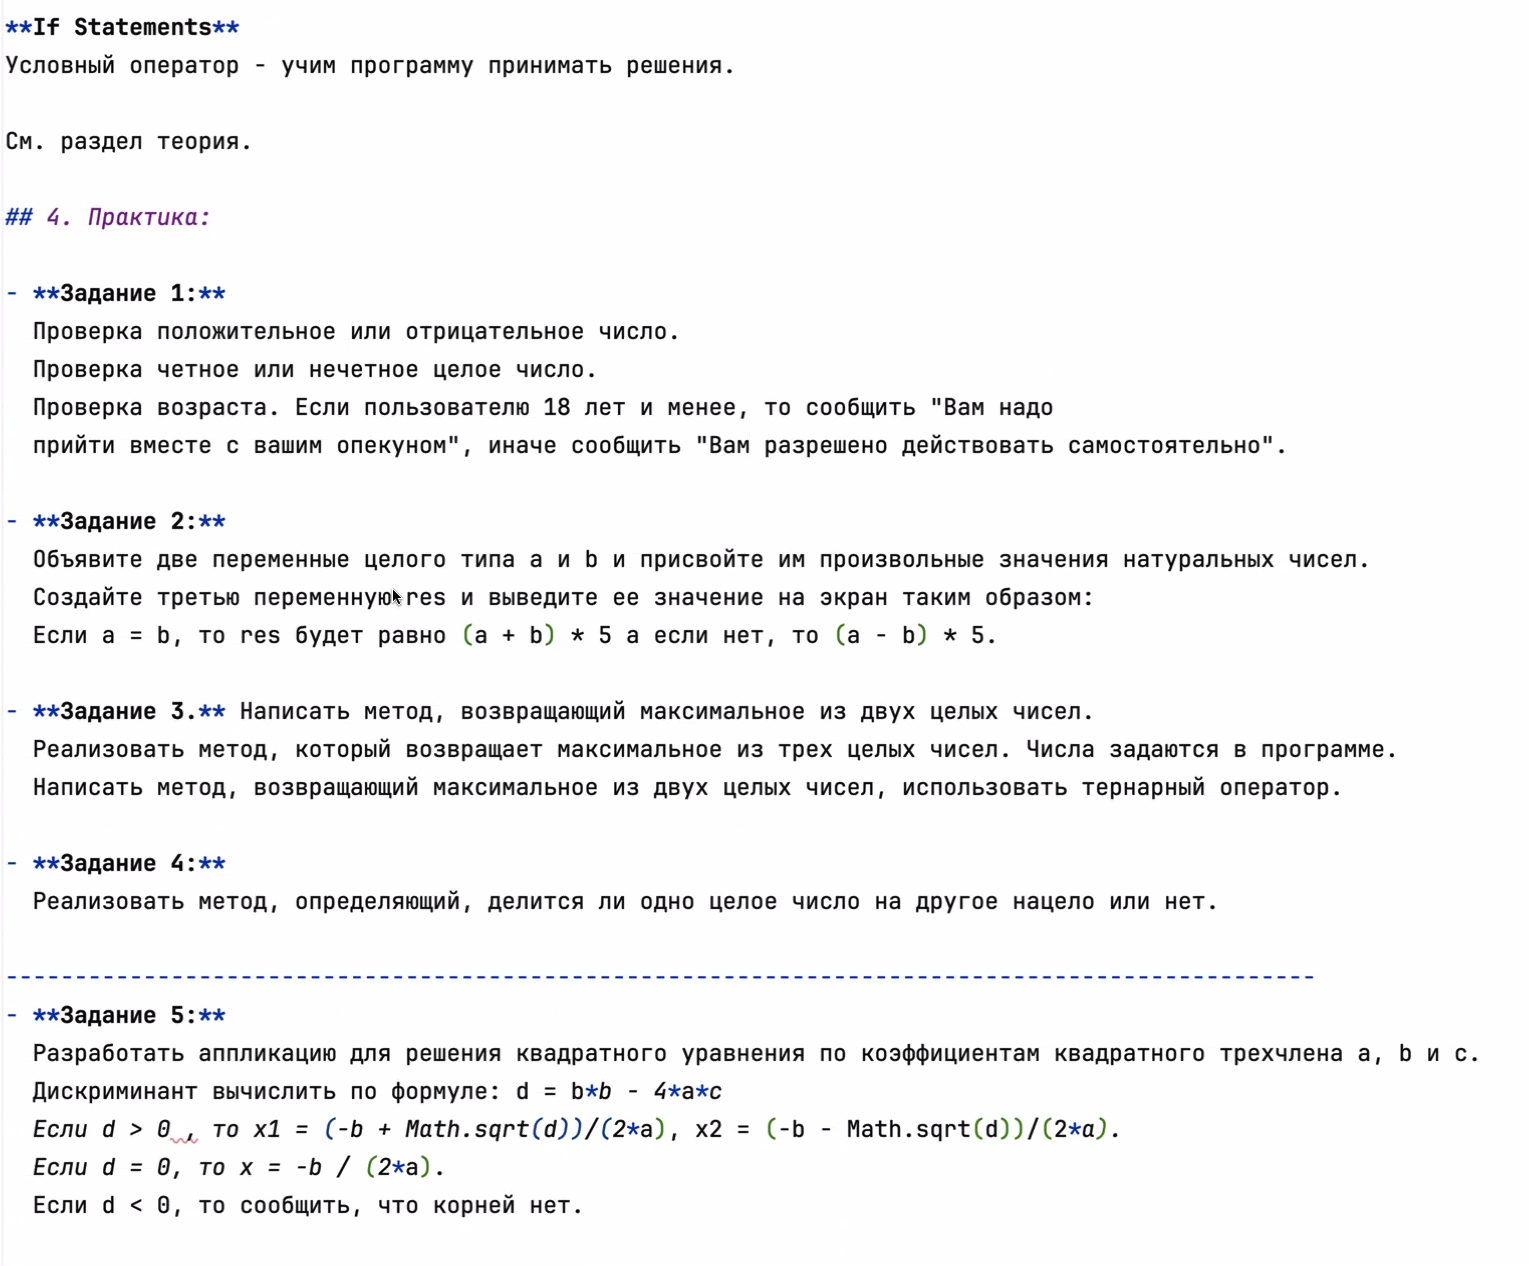 **If Statements**
Условный оператор - учим программу принимать решения.
См. раздел теория.
## 4. Практика:
- **Задание 1:**
Проверка положительное или отрицательное число.
Проверка четное или нечетное целое число.
Проверка возраста. Если пользователю 18 лет и менее, то сообщить "Вам надо
прийти вместе с вашим опекуном", иначе сообщить "Вам разрешено действовать самостоятельно".
- **Задание 2:**
Объявите две переменные целого типа a и b и присвойте им произвольные значения натуральных чисел.
Создайте третью переменную res и выведите ее значение на экран таким образом:
Если a = b, то res будет равно (a + b) * 5 а если нет, то (a - b) * 5.
- **Задание 3.** Написать метод, возвращающий максимальное из двух целых чисел.
Реализовать метод, который возвращает максимальное из трех целых чисел. Числа задаются в программе.
Написать метод, возвращающий максимальное из двух целых чисел, использовать тернарный оператор.
- **Задание 4:**
Реализовать метод, определяющий, делится ли одно целое число на другое нацело или нет.
-----------------------------------------------------------------------------------------------
- **Задание 5:**
Разработать аппликацию для решения квадратного уравнения по коэффициентам квадратного трехчлена a, b и c.
Дискриминант вычислить по формуле: d = b*b - 4*a*c
Если d > 0 , то x1 = (-b + Math.sqrt(d))/(2*a), x2 = (-b - Math.sqrt(d))/(2*a).
Если d = 0, то x = -b / (2*a).
Если d < 0, то сообщить, что корней нет.